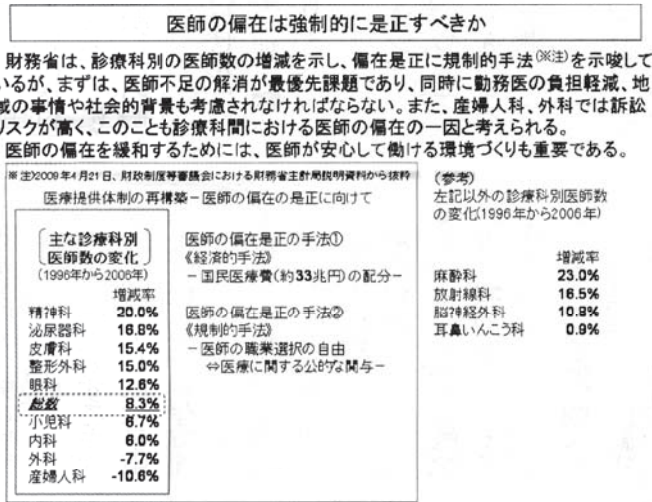 医師の偏在は強制的に是正すべきか
財務省は、診療科別の医師数の増減を示し、偏在是正に規制的手法(※注)を示唆して
いるが、まずは、医師不足の解消が最優先課題であり、同時に勤務医の負担軽減、地
域の事情や社会的背景も考慮されなければならない。また、産婦人科、外科では訴訟
リスクが高く、このことも診療科間における医師の偏在の一因と考えられる。
医師の偏在を緩和するためには、医師が安心して働ける環境づくりも重要である。
※注)2009年4月21日、財政制度等審議会における財務省主計局説明資料から抜粋
医療提供体制の再構築-医師の偏在の是正に向けて
主な診療科別
医師数の変化
(1996年から2006年)
増減率
精神科 20.0%
泌尿器科 16.8%
皮膚科 15.4%
整形外科 15.0%
眼科 12.6%
総数 8.3%
小児科 6.7%
内科 6.0%
外科 -7.7%
産婦人科 -10.6%
医師の偏在是正の手法①
《経済的手法》
-国民医療費(約33兆円)の配分-
医師の偏在是正の手法②
《規制的手法》
-医師の職業選択の自由
⇔医療に関する公的な関与-
(参考)
左記以外の診療科別医師数
の変化(1996年から2006年)
増減率
麻酔科 23.0%
放射線科 16.5%
脳神経外科 10.9%
耳鼻いんこう科 0.9%